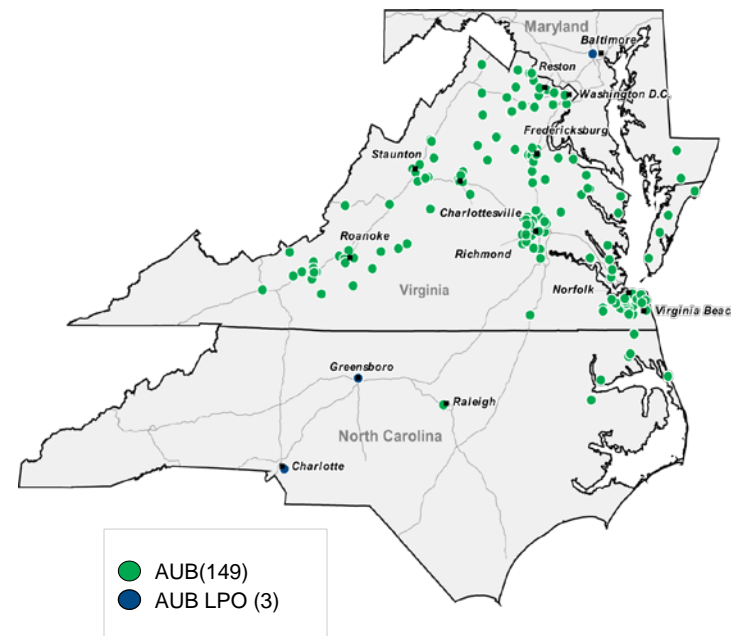 Maryland
Baltimore
Reston
Washington D.C.
Fredericksburg
Staunton
Charlottesville
Roanoke
Richmond
Virginia
Norfolk
Virginia Beach
Greensboro
Raleigh
North Carolina
Charlotte
AUB(149)
AUB LPO (3)